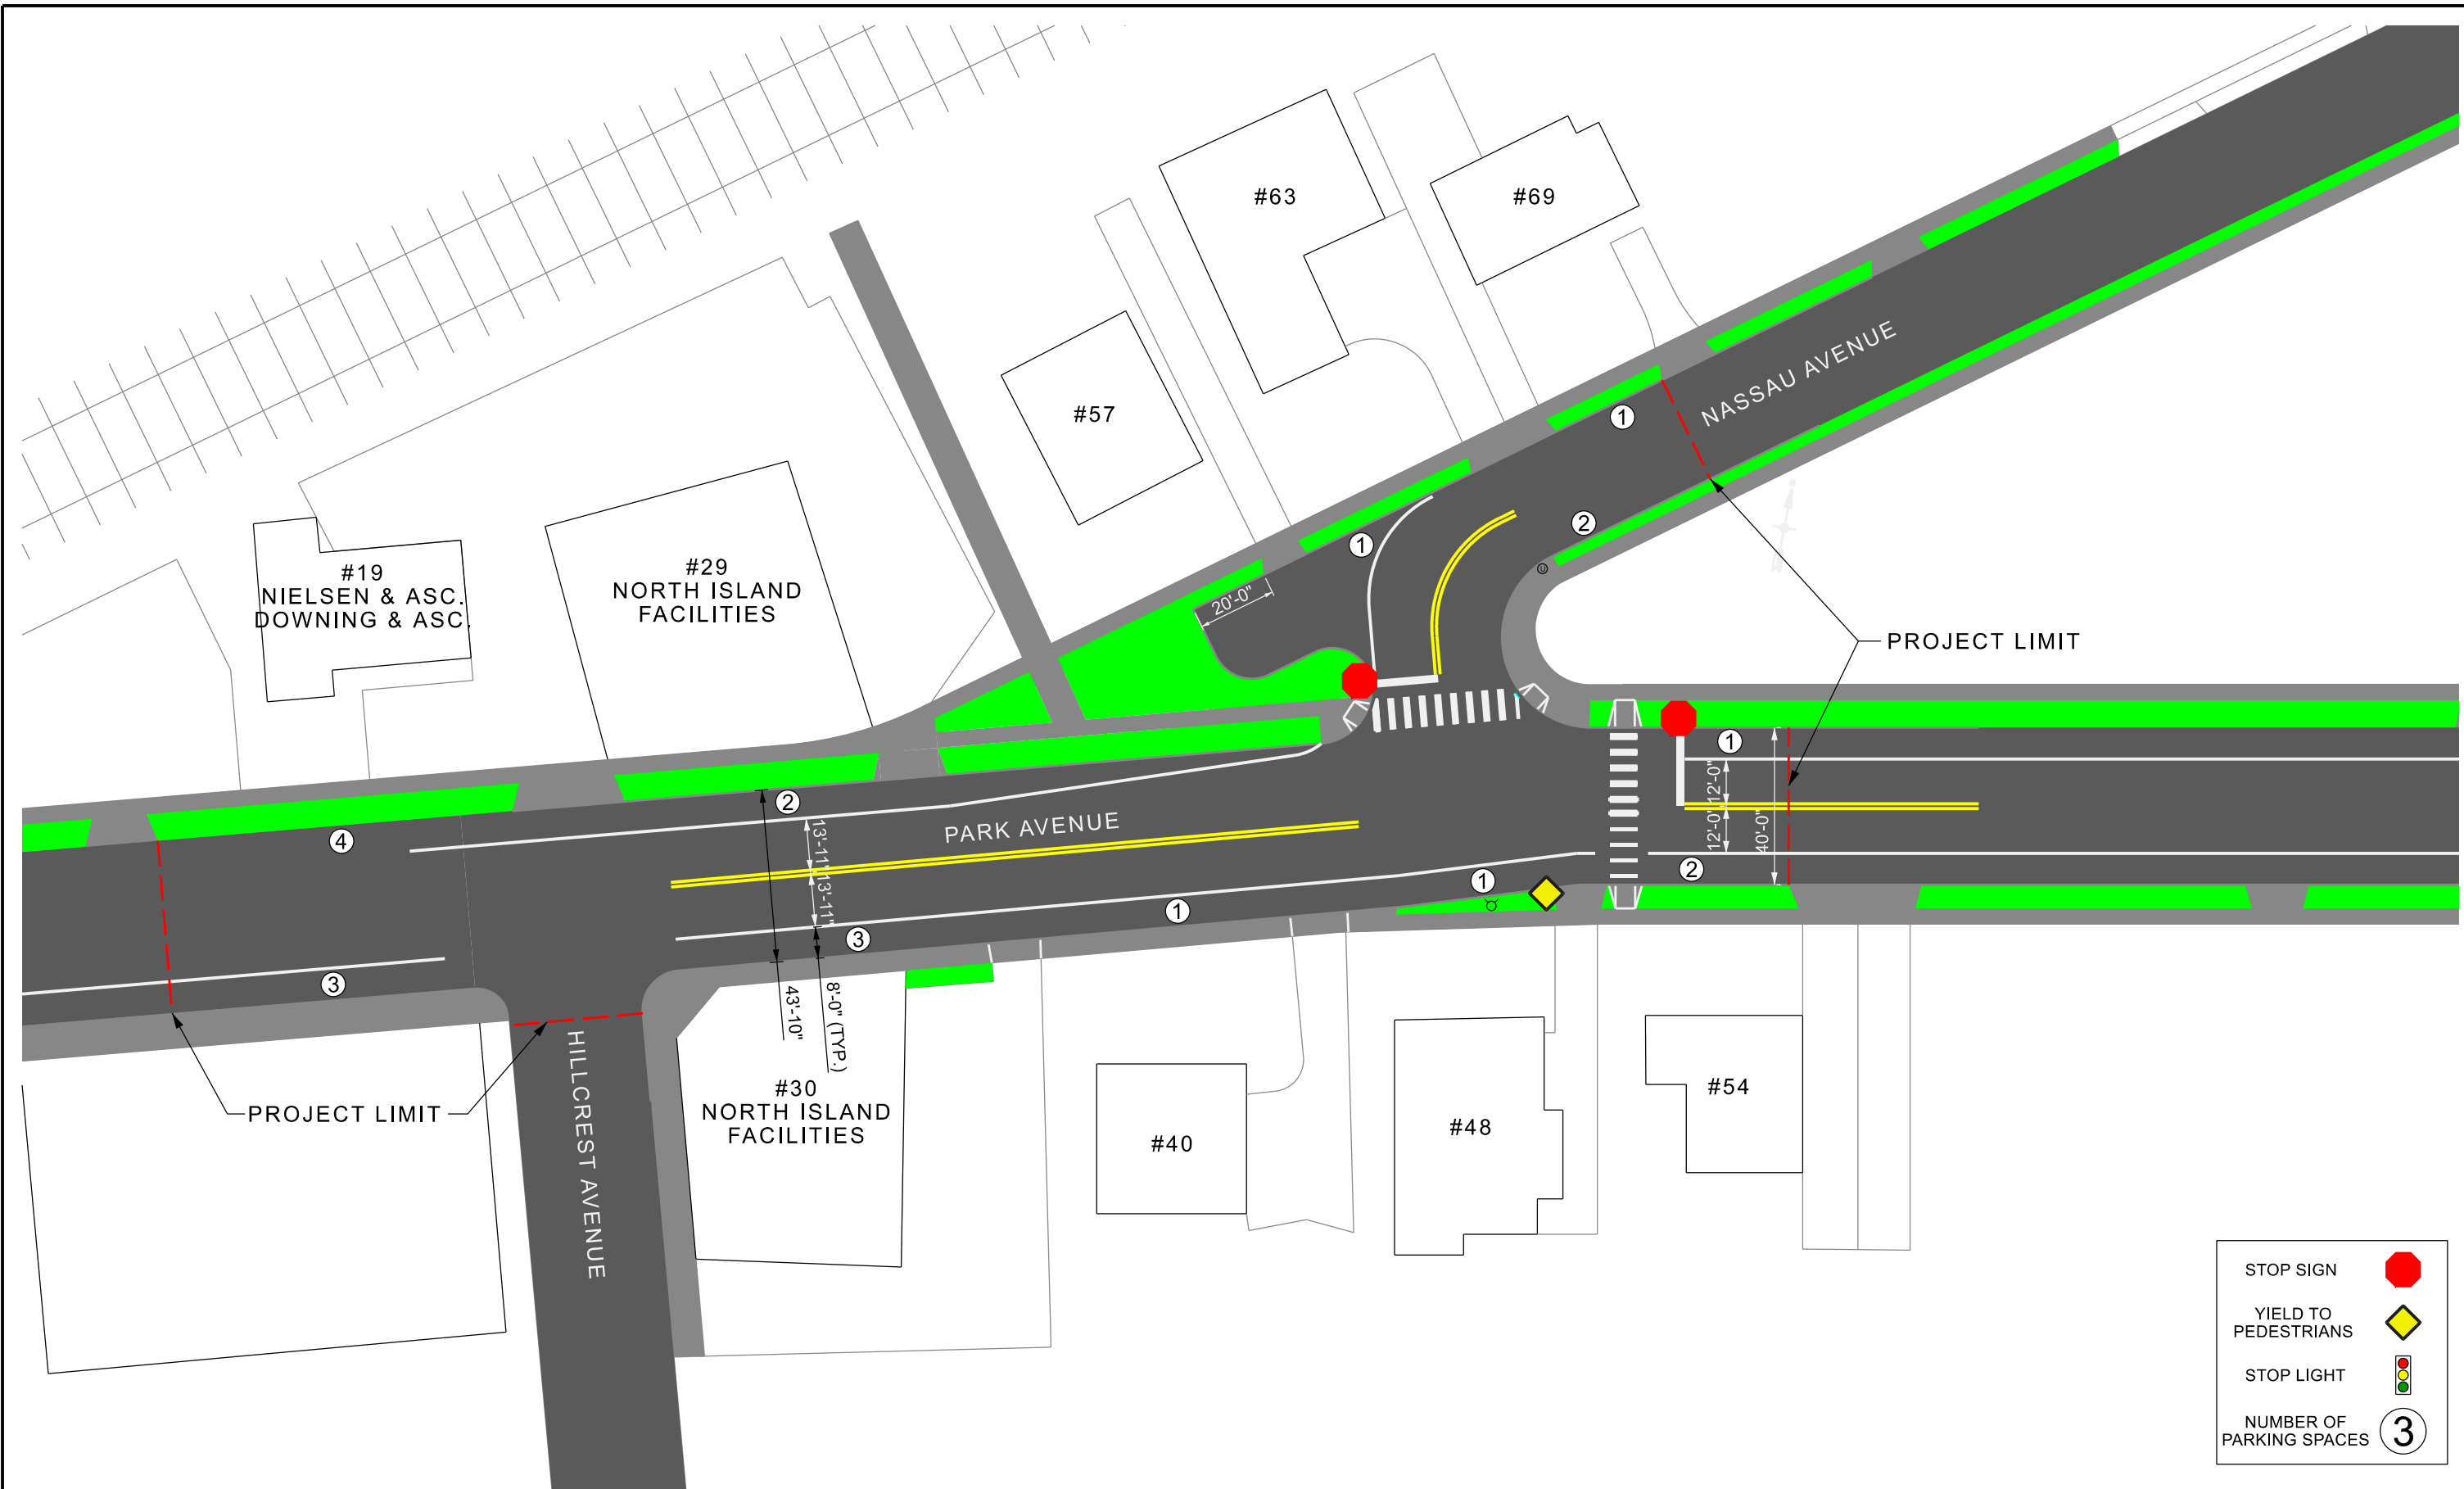 #63
#69
#57
NASSAU AVENUE
1
#19
NIELSEN & ASC.
DOWNING & ASC.
#29
NORTH ISLAND
FACILITIES
1
2
20'-0"
PROJECT LIMIT
4
2
13'-11"
13'-11"
PARK AVENUE
1
12'-0"
12'-0"
40'-0"
2
1
1
3
3
43'-10"
8'-0" (TYP.)
PROJECT LIMIT
HILLCREST AVENUE
#30
NORTH ISLAND
FACILITIES
#40
#48
#54
STOP SIGN
YIELD TO
PEDESTRIANS
STOP LIGHT
NUMBER OF
PARKING SPACES
3